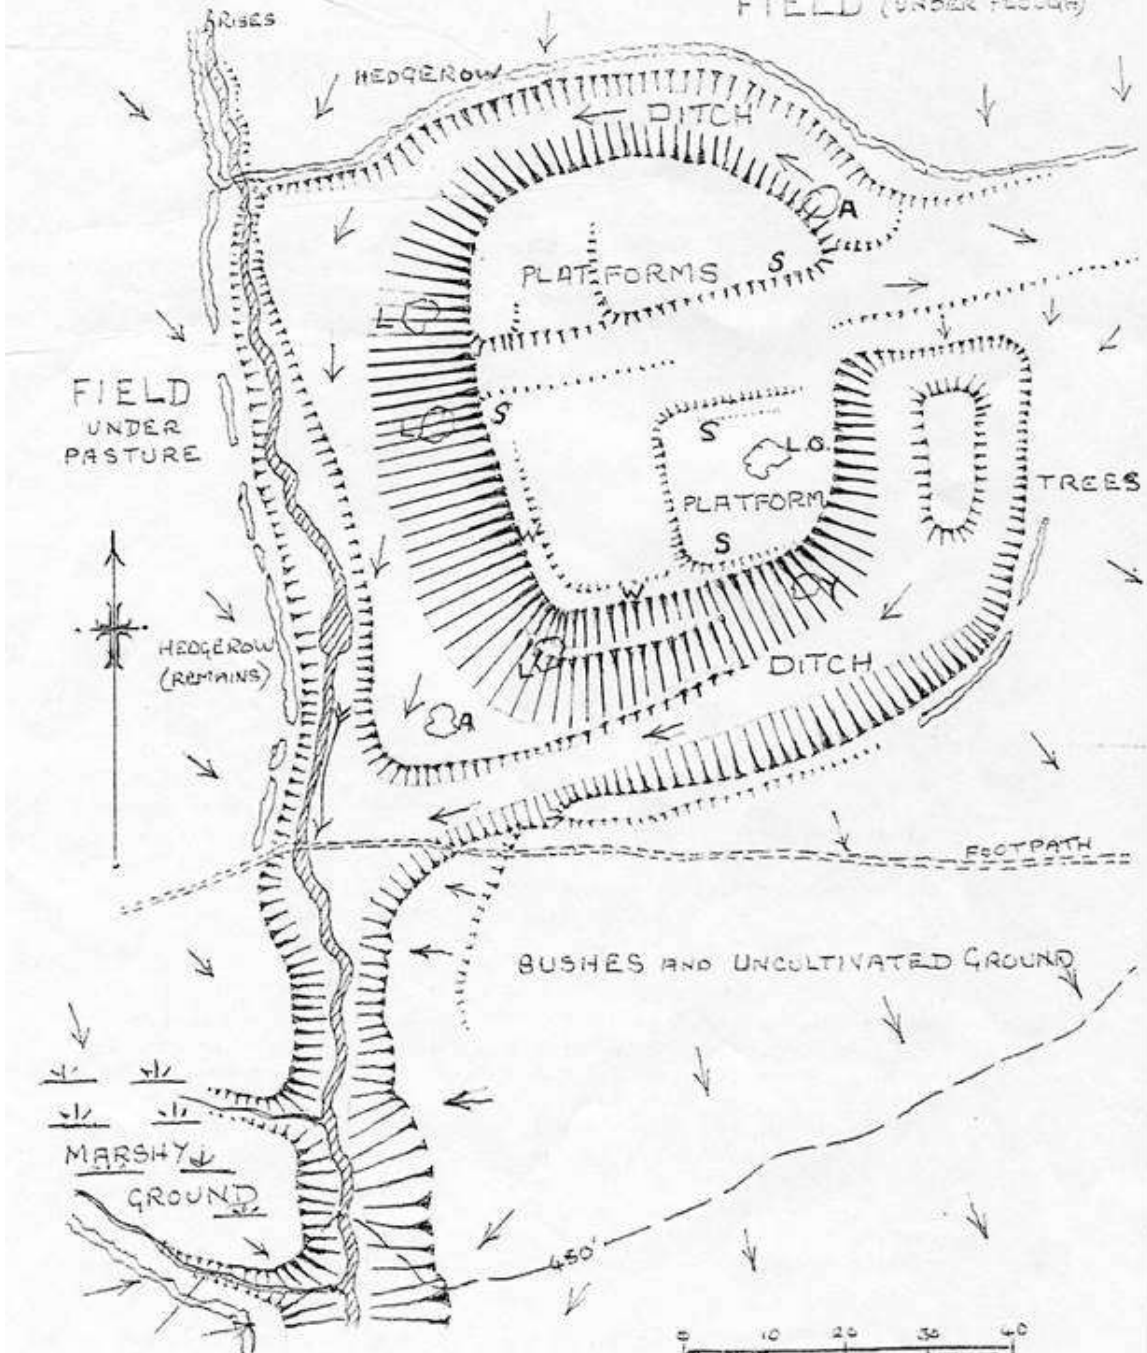 RISES
FIELD (UNDER PLOUGH)
HEDGEROW
DITCH
A
PLATFORMS
S
L
FIELD
UNDER
PASTURE
L
S
S
L.O.
PLATFORM
TREES
S
W
W
Y
HEDGEROW
(REMAINS)
L
DITCH
A
FOOTPATH
BUSHES AND UNCULTIVATED GROUND
MARSHY
GROUND
450'
0 10 20 30 40